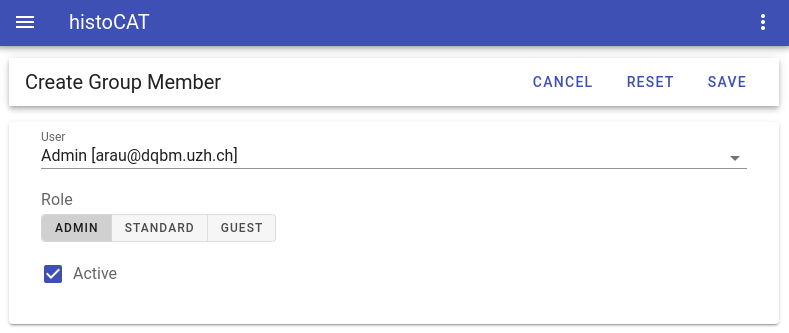 histoCAT
Create Group Member CANCEL RESET SAVE
User
Admin [arau@dqbm.uzh.ch]
Role
ADMIN STANDARD GUEST
Active